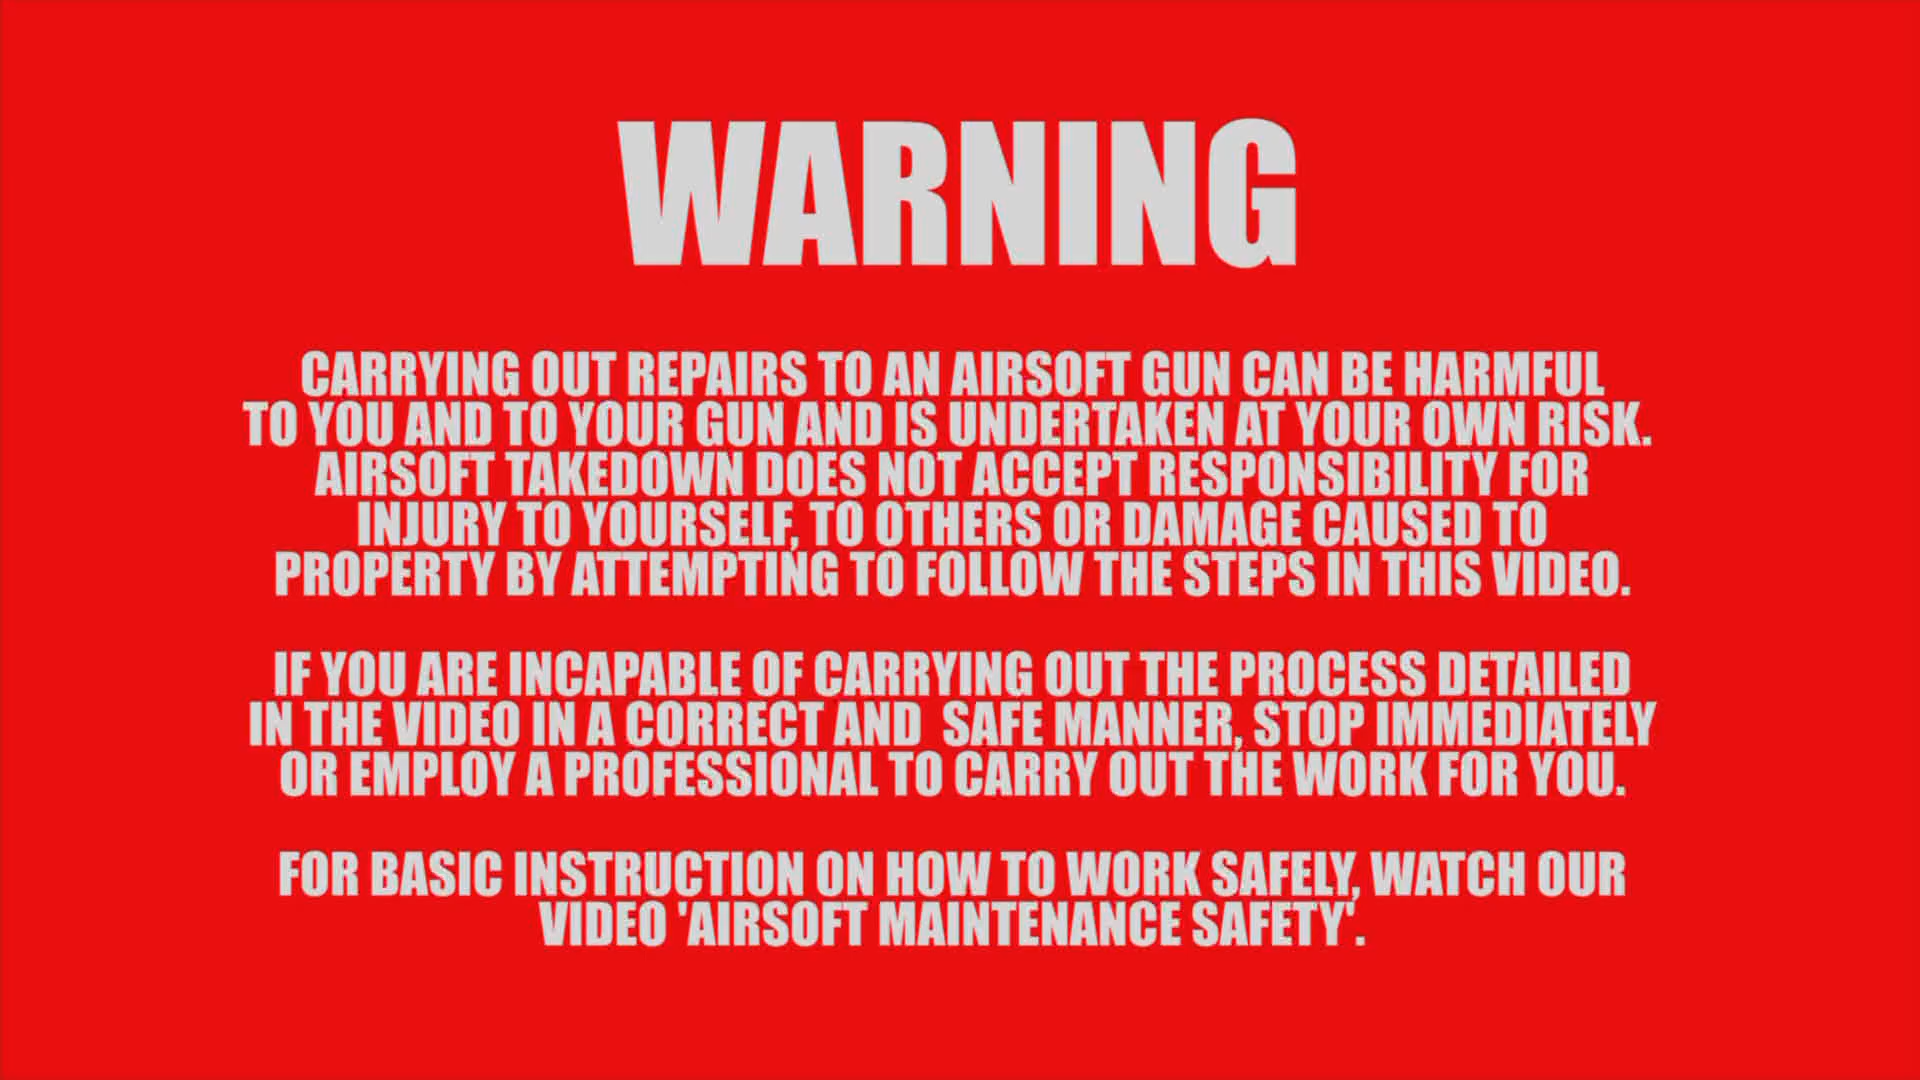 WARNING
CARRYING OUT REPAIRS TO AN AIRSOFT GUN CAN BE HARMFUL
TO YOU AND TO YOUR GUN AND IS UNDERTAKEN AT YOUR OWN RISK.
AIRSOFT TAKEDOWN DOES NOT ACCEPT RESPONSIBILITY FOR
INJURY TO YOURSELF, TO OTHERS OR DAMAGE CAUSED TO
PROPERTY BY ATTEMPTING TO FOLLOW THE STEPS IN THIS VIDEO.
IF YOU ARE INCAPABLE OF CARRYING OUT THE PROCESS DETAILED
IN THE VIDEO IN A CORRECT AND  SAFE MANNER, STOP IMMEDIATELY
OR EMPLOY A PROFESSIONAL TO CARRY OUT THE WORK FOR YOU.
FOR BASIC INSTRUCTION ON HOW TO WORK SAFELY, WATCH OUR
VIDEO 'AIRSOFT MAINTENANCE SAFETY'.